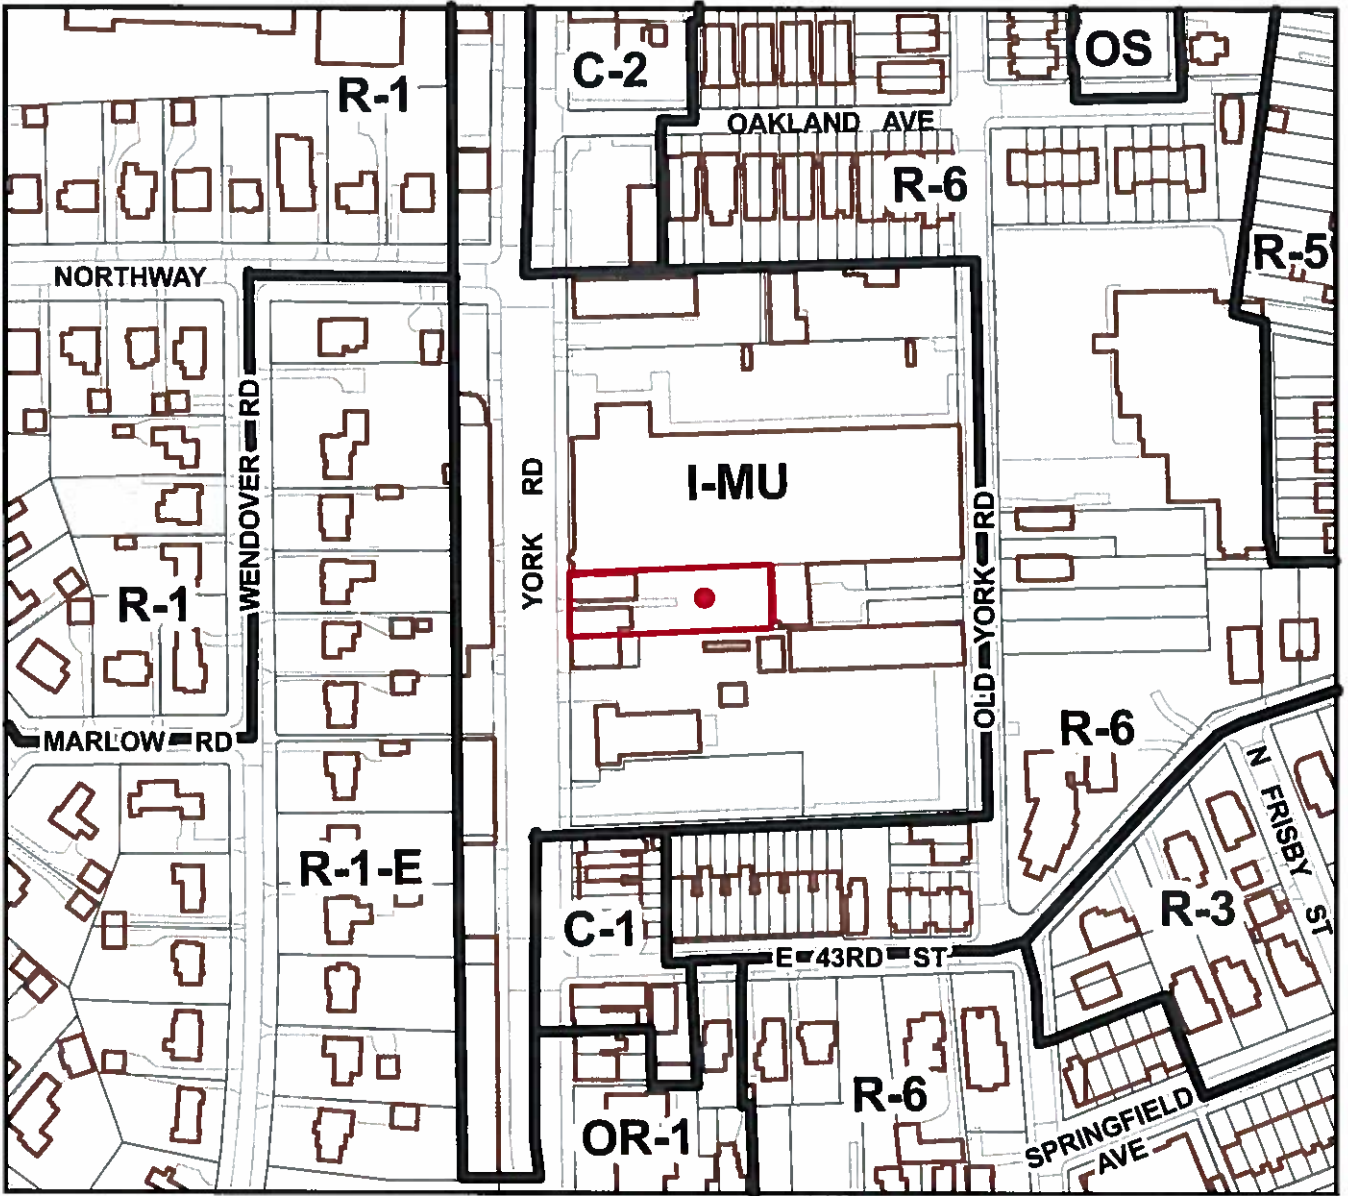 OS
C-2
R-1
OAKLAND AVE
R-6
R-5
NORTHWAY
WENDOVER RD
YORK RD
I-MU
OLD YORK RD
R-1
MARLOW RD
R-6
N FRISBY ST
R-1-E
R-3
C-1
E 43RD ST
R-6
SPRINGFIELD AVE
OR-1